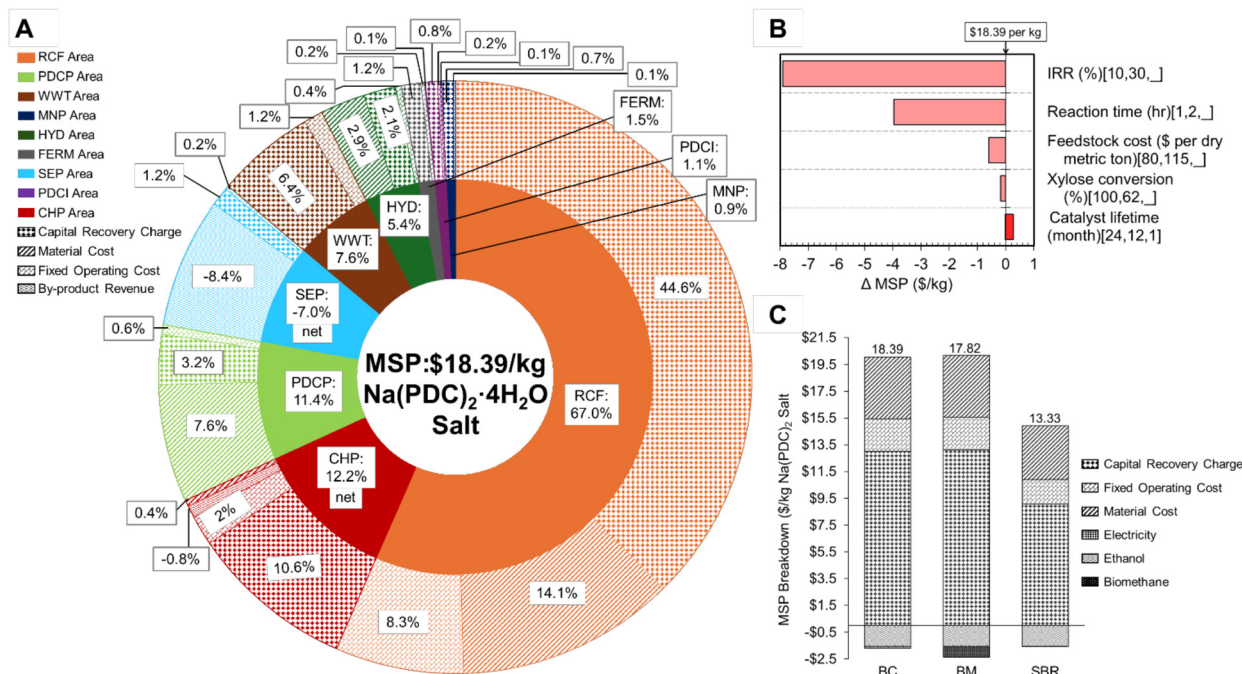 A
RCF Area
PDCP Area
WWT Area
MNP Area
HYD Area
FERM Area
SEP Area
PDCI Area
CHP Area
Capital Recovery Charge
Material Cost
Fixed Operating Cost
By-product Revenue
0.1%
0.8%
0.2%
0.2%
0.1%
1.2%
0.7%
0.4%
0.1%
1.2%
0.2%
1.2%
6.4%
2.9%
2.1%
FERM:
1.5%
PDCI:
1.1%
MNP:
0.9%
HYD:
5.4%
WWT:
7.6%
-8.4%
SEP:
-7.0%
net
44.6%
0.6%
3.2%
PDCP:
11.4%
7.6%
MSP:$18.39/kg
Na(PDC)₂·4H₂O
Salt
RCF:
67.0%
CHP:
12.2%
net
0.4%
2%
-0.8%
10.6%
14.1%
8.3%
B
$18.39 per kg
IRR (%)[10,30,_]
Reaction time (hr)[1,2,_]
Feedstock cost ($ per dry
metric ton)[80,115,_]
Xylose conversion
(%)[100,62,_]
Catalyst lifetime
(month)[24,12,1]
-8 -7 -6 -5 -4 -3 -2 -1 0 1
Δ MSP ($/kg)
C
MSP Breakdown ($/kg Na(PDC)₂ Salt
$21.5
$19.5
$17.5
$15.5
$13.5
$11.5
$9.5
$7.5
$5.5
$3.5
$1.5
-$0.5
-$2.5
18.39
17.82
13.33
BC BM SBR
Capital Recovery Charge
Fixed Operating Cost
Material Cost
Electricity
Ethanol
Biomethane